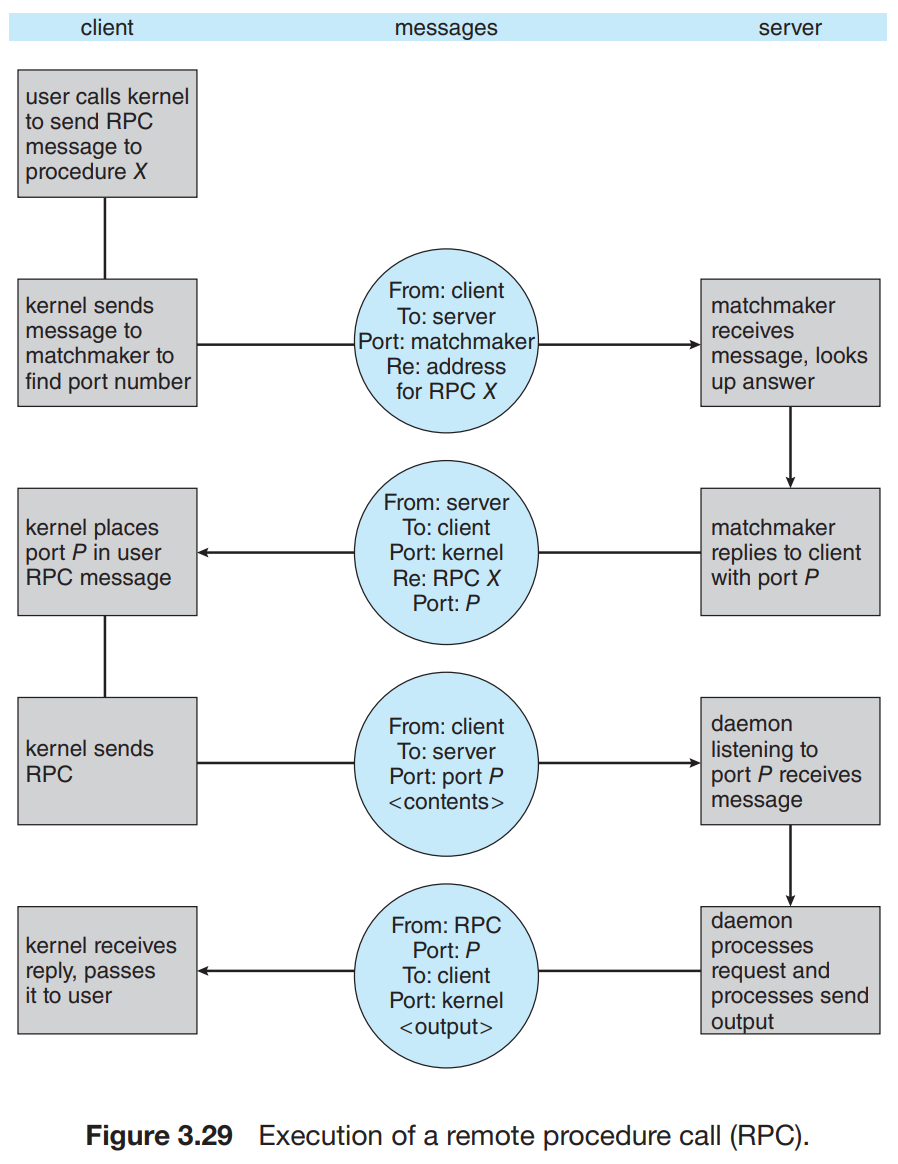 client messages server
user calls kernel
to send RPC
message to
procedure X
kernel sends
message to
matchmaker to
find port number
From: client
To: server
Port: matchmaker
Re: address
for RPC X
matchmaker
receives
message, looks
up answer
kernel places
port P in user
RPC message
From: server
To: client
Port: kernel
Re: RPC X
Port: P
matchmaker
replies to client
with port P
kernel sends
RPC
From: client
To: server
Port: port P
<contents>
daemon
listening to
port P receives
message
kernel receives
reply, passes
it to user
From: RPC
Port: P
To: client
Port: kernel
<output>
daemon
processes
request and
processes send
output
Figure 3.29 Execution of a remote procedure call (RPC).